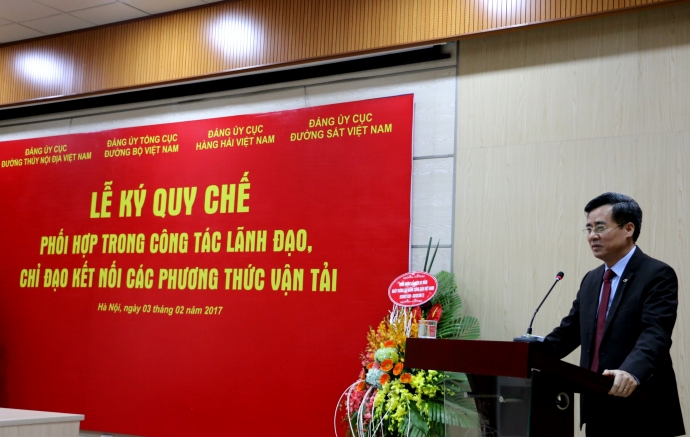 ĐẢNG ỦY CỤC
ĐƯỜNG THỦY NỘI ĐỊA VIỆT NAM
ĐẢNG ỦY TỔNG CỤC
ĐƯỜNG BỘ VIỆT NAM
ĐẢNG ỦY CỤC
HÀNG HẢI VIỆT NAM
ĐẢNG ỦY CỤC
ĐƯỜNG SẮT VIỆT NAM
LỄ KÝ QUY CHẾ
PHỐI HỢP TRONG CÔNG TÁC LÃNH ĐẠO,
CHỈ ĐẠO KẾT NỐI CÁC PHƯƠNG THỨC VẬN TẢI
Hà Nội, ngày 03 tháng 02 năm 2017